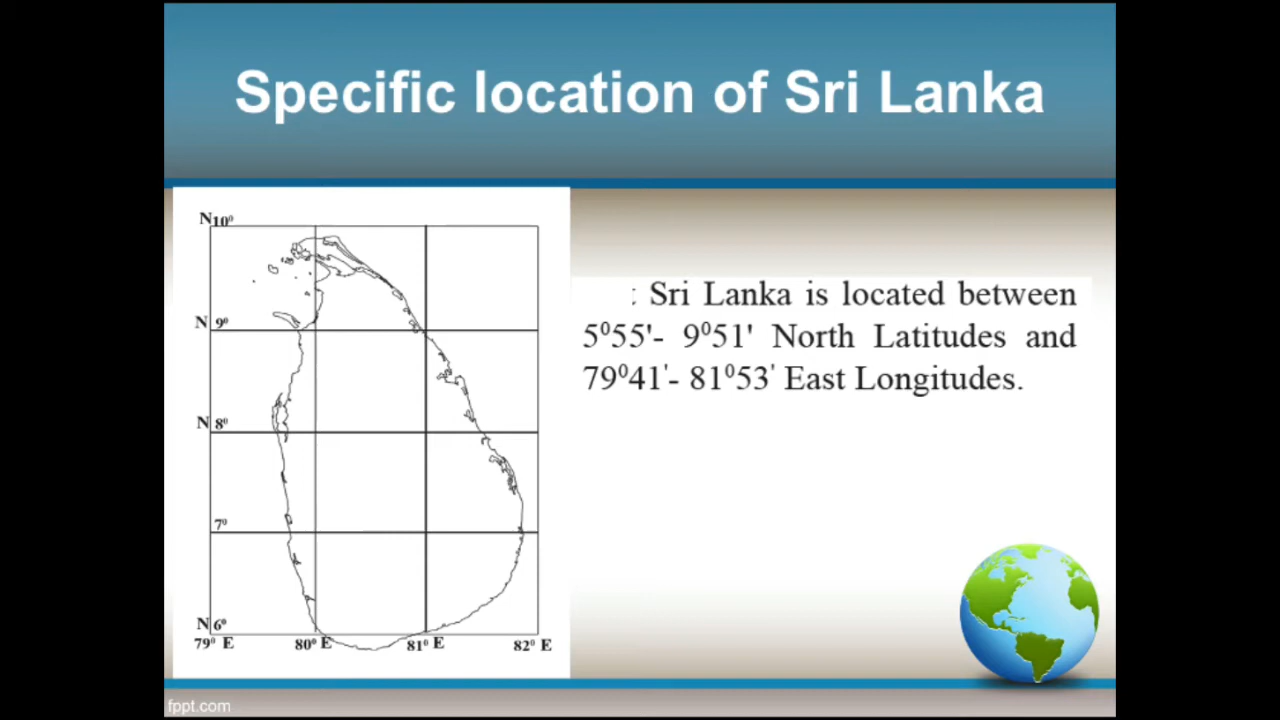 Specific location of Sri Lanka
N10⁰
N 9⁰
N 8⁰
7⁰
N 6⁰
79⁰ E 80⁰ E 81⁰ E 82⁰ E
: Sri Lanka is located between
5⁰55'- 9⁰51' North Latitudes and
79⁰41'- 81⁰53' East Longitudes.
fppt.com